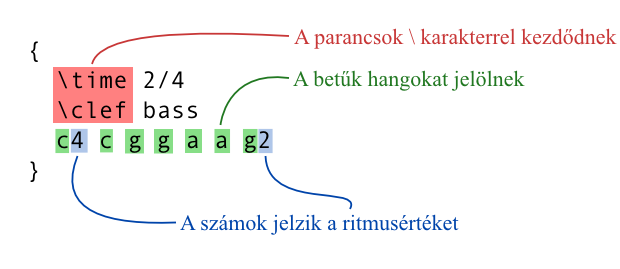 A parancsok \ karakterrel kezdődnek
{
\time 2/4
A betűk hangokat jelölnek
\clef bass
c4 c g g a a g2
}
A számok jelzik a ritmusértéket